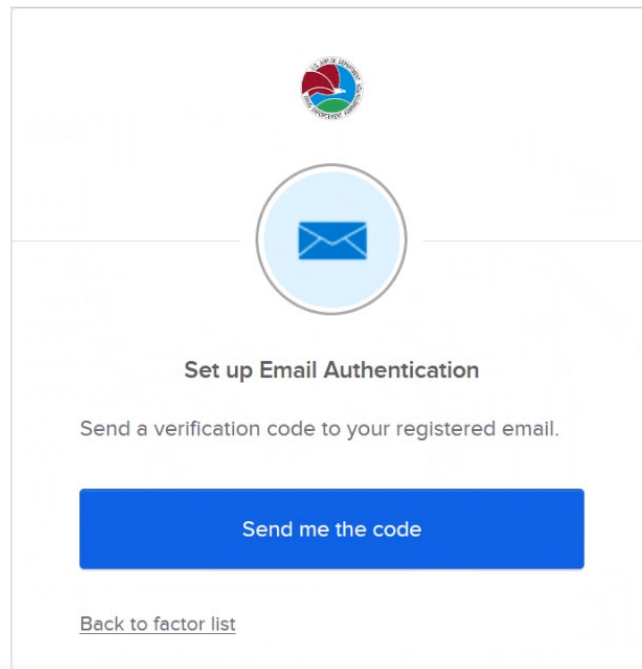 Set up Email Authentication
Send a verification code to your registered email.
Send me the code
Back to factor list